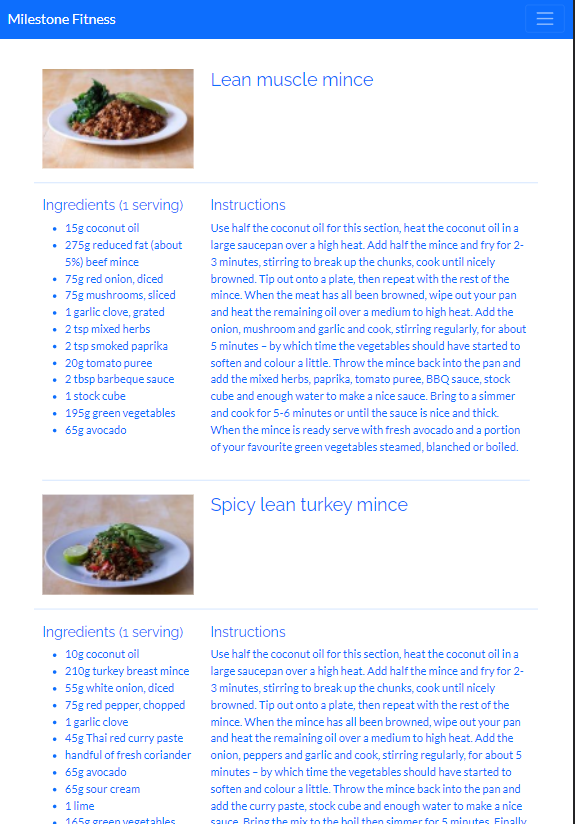 Milestone Fitness
Lean muscle mince
Ingredients (1 serving)
15g coconut oil
275g reduced fat (about
5%) beef mince
75g red onion, diced
75g mushrooms, sliced
1 garlic clove, grated
2 tsp mixed herbs
2 tsp smoked paprika
20g tomato puree
2 tbsp barbeque sauce
1 stock cube
195g green vegetables
65g avocado
Instructions
Use half the coconut oil for this section, heat the coconut oil in a
large saucepan over a high heat. Add half the mince and fry for 2-
3 minutes, stirring to break up the chunks, cook until nicely
browned. Tip out onto a plate, then repeat with the rest of the
mince. When the meat has all been browned, wipe out your pan
and heat the remaining oil over a medium to high heat. Add the
onion, mushroom and garlic and cook, stirring regularly, for about
5 minutes – by which time the vegetables should have started to
soften and colour a little. Throw the mince back into the pan and
add the mixed herbs, paprika, tomato puree, BBQ sauce, stock
cube and enough water to make a nice sauce. Bring to a simmer
and cook for 5-6 minutes or until the sauce is nice and thick.
When the mince is ready serve with fresh avocado and a portion
of your favourite green vegetables steamed, blanched or boiled.
Spicy lean turkey mince
Ingredients (1 serving)
10g coconut oil
210g turkey breast mince
55g white onion, diced
75g red pepper, chopped
1 garlic clove
45g Thai red curry paste
handful of fresh coriander
65g avocado
65g sour cream
1 lime
165g green vegetables
Instructions
Use half the coconut oil for this section, heat the coconut oil in a
large saucepan over a high heat. Add half the mince and fry for 2-
3 minutes, stirring to break up the chunks, cook until nicely
browned. Tip out onto a plate, then repeat with the rest of the
mince. When the mince has all been browned, wipe out your pan
and heat the remaining oil over a medium to high heat. Add the
onion, peppers and garlic and cook, stirring regularly, for about 5
minutes – by which time the vegetables should have started to
soften and colour a little. Throw the mince back into the pan and
add the curry paste, stock cube and enough water to make a nice
sauce. Bring the mix to the boil then simmer for 5 minutes. Finally